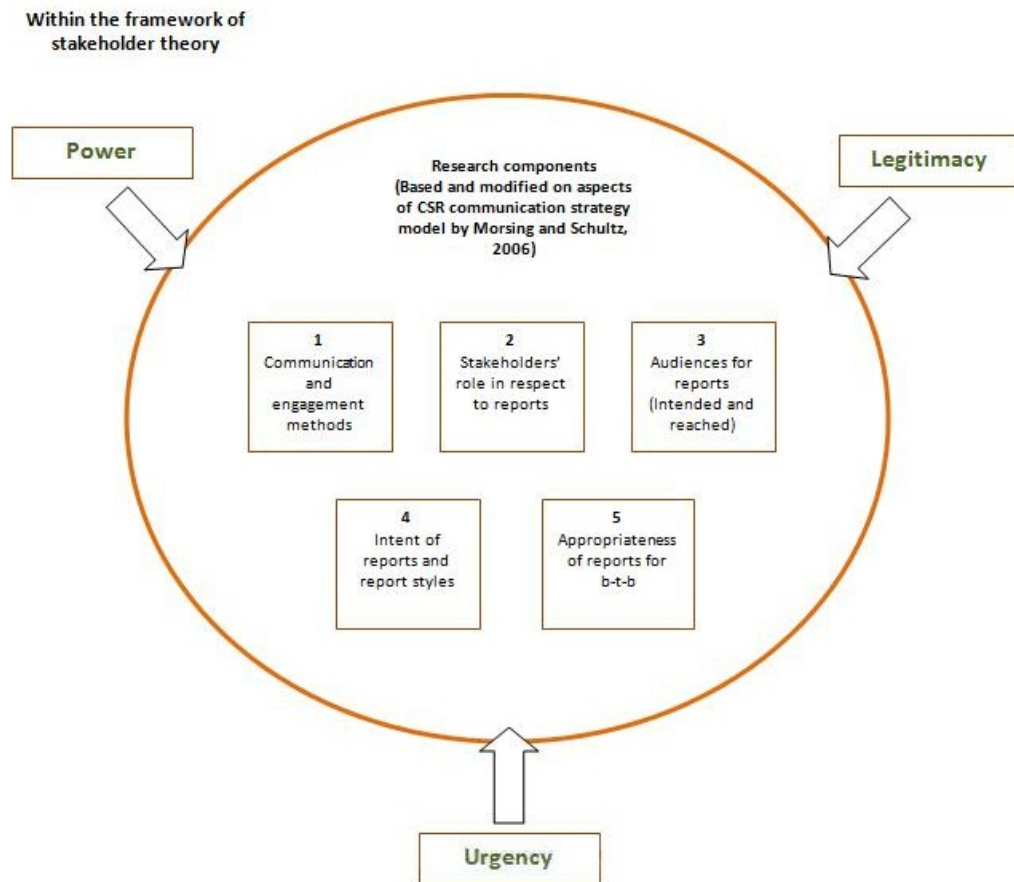 Within the framework of
stakeholder theory
Power
Legitimacy
Research components
(Based and modified on aspects
of CSR communication strategy
model by Morsing and Schultz,
2006)
1
Communication
and
engagement
methods
2
Stakeholders'
role in respect
to reports
3
Audiences for
reports
(Intended and
reached)
4
Intent of
reports and
report styles
5
Appropriateness
of reports for
b-t-b
Urgency